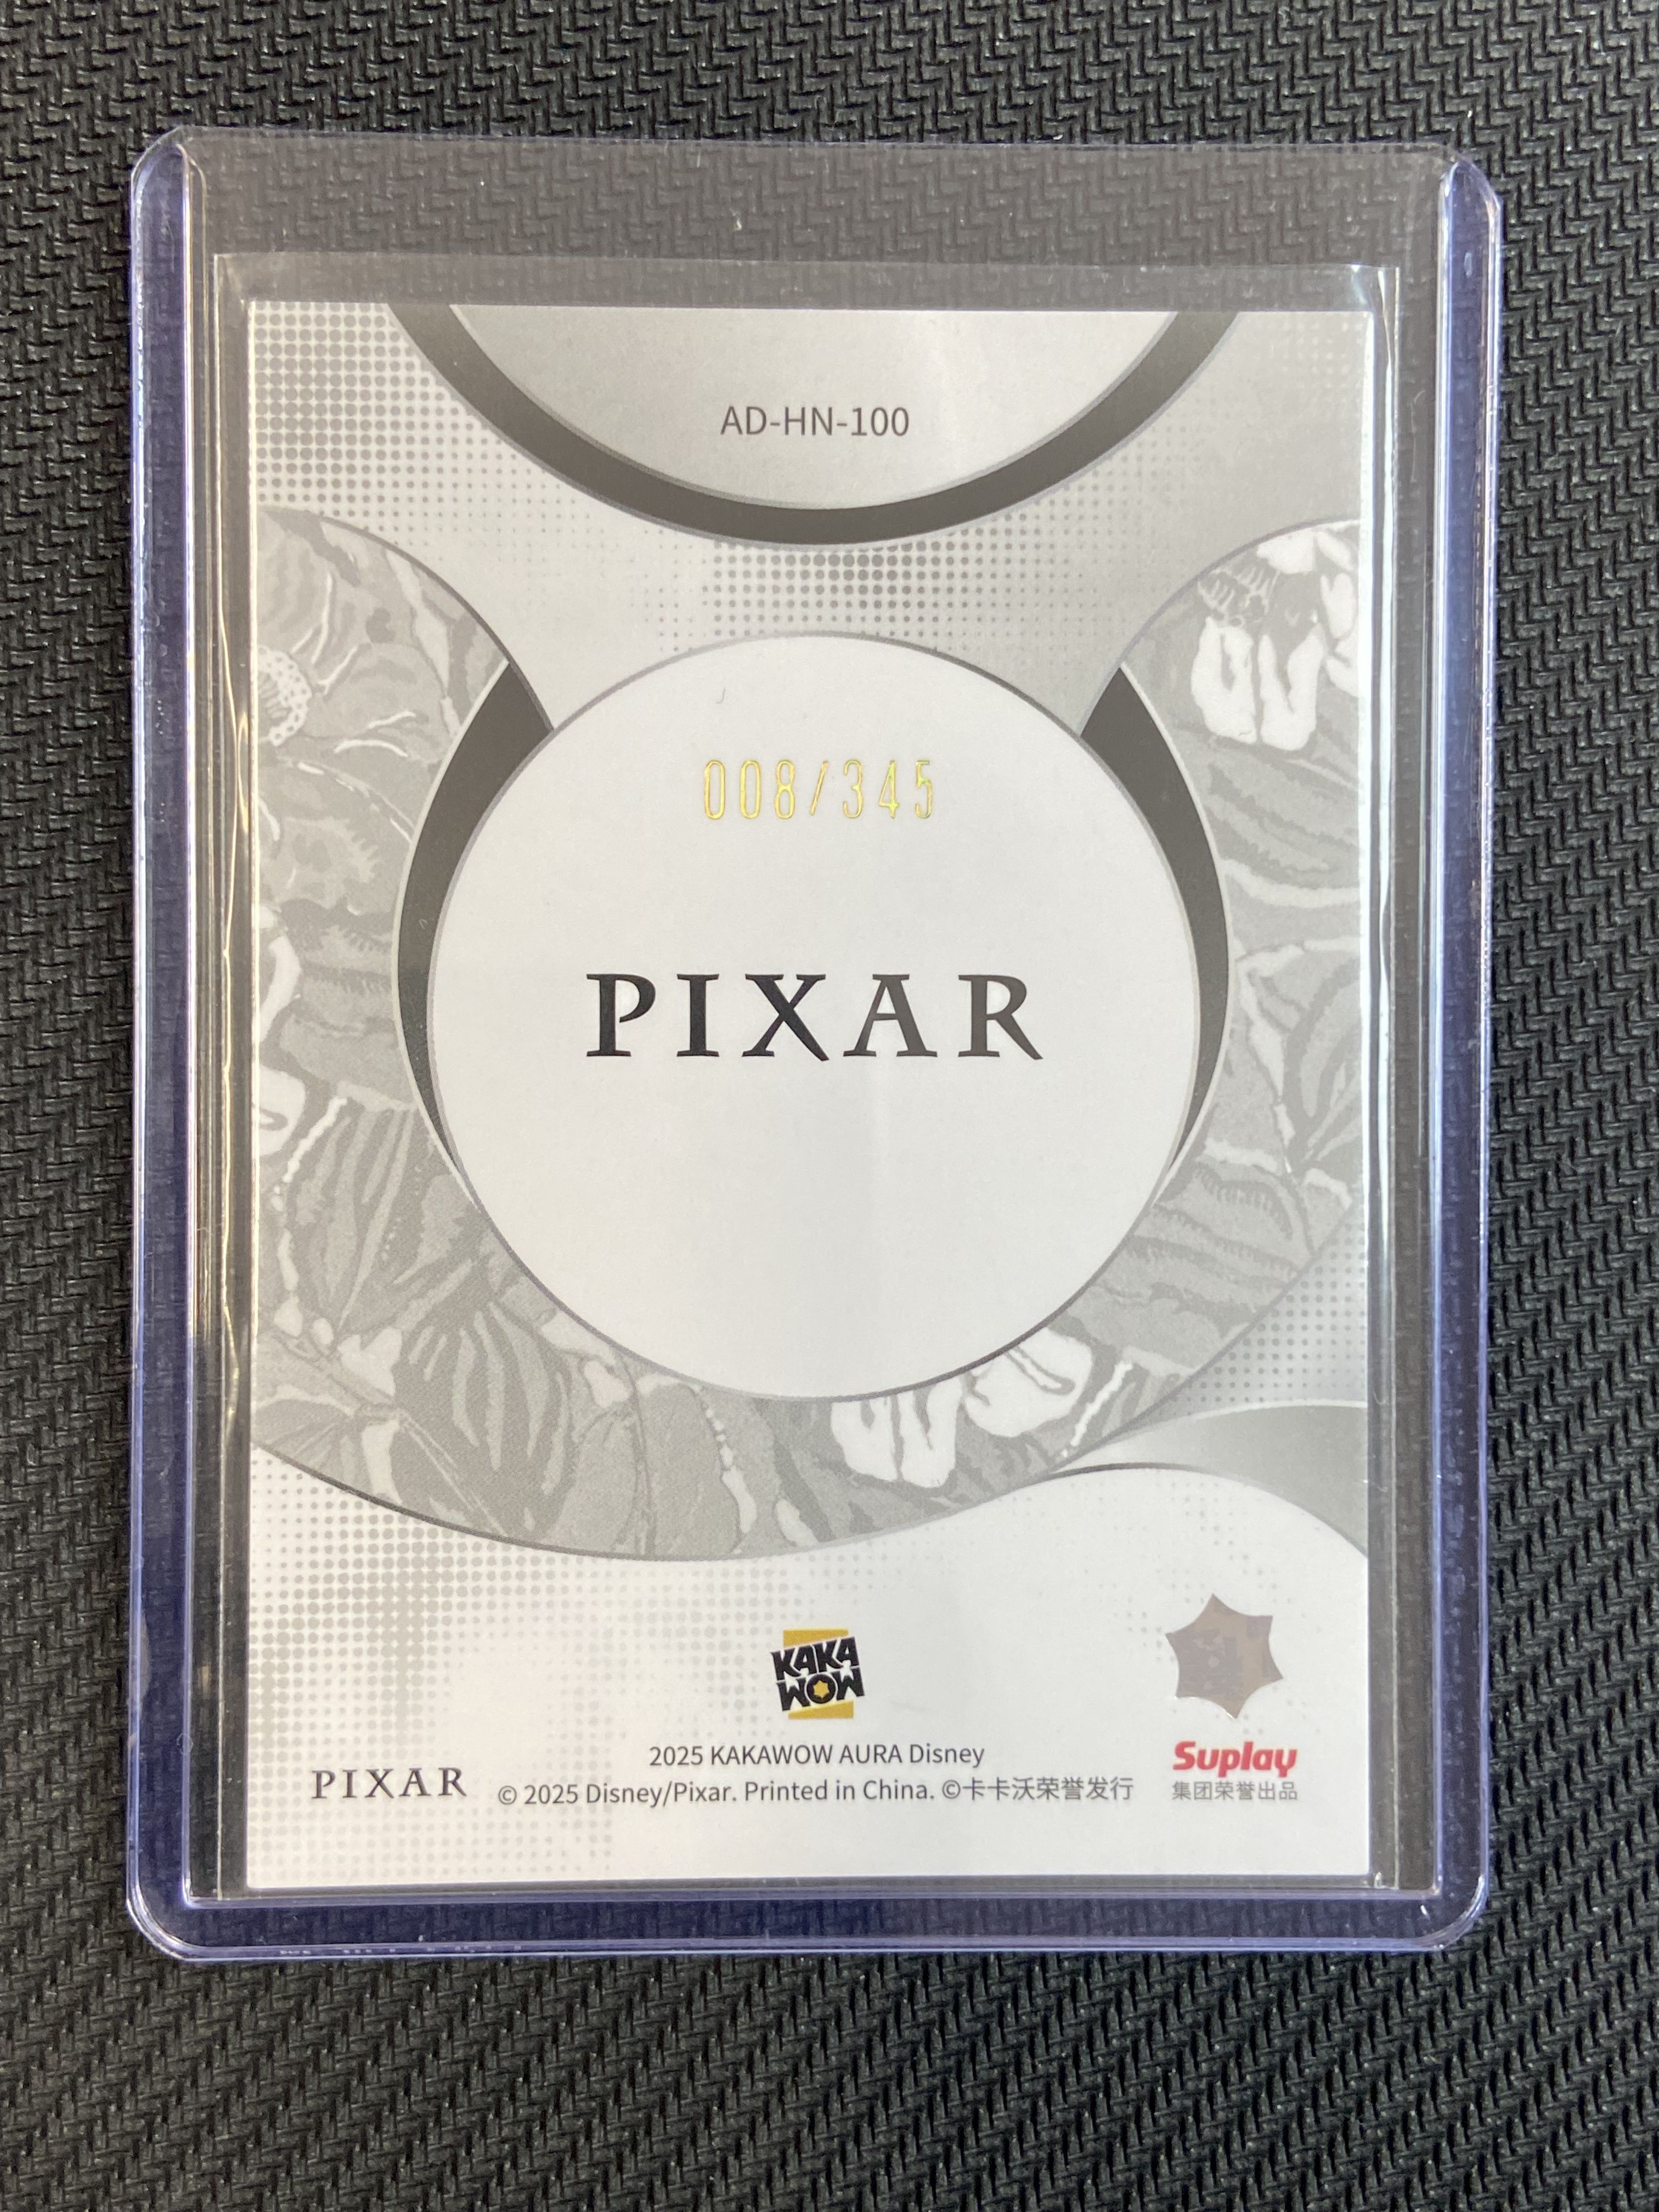 AD-HN-100
008/345
PIXAR
KAKA
WOW
2025 KAKAWOW AURA Disney
PIXAR
© 2025 Disney/Pixar. Printed in China. ©卡卡沃荣誉发行
Suplay
集团荣誉出品